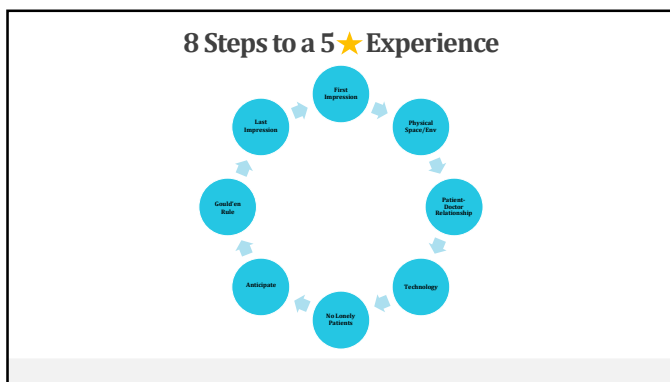 8 Steps to a 5 ★ Experience
First
Impression
Physical
Space/Env
Patient-
Doctor
Relationship
Technology
No Lonely
Patients
Anticipate
Gould'en
Rule
Last
Impression